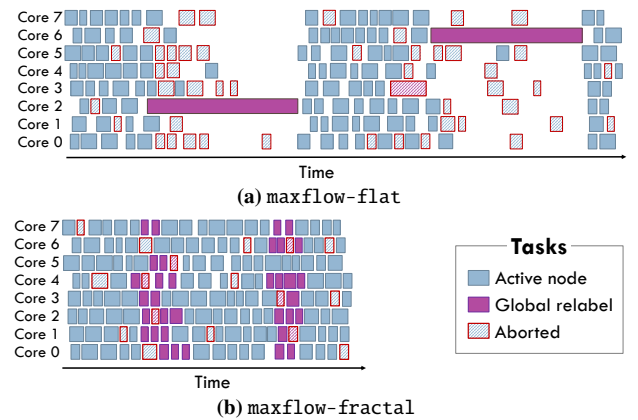 Core 7
Core 6
Core 5
Core 4
Core 3
Core 2
Core 1
Core 0
Time
(a) maxflow-flat
Core 7
Core 6
Core 5
Core 4
Core 3
Core 2
Core 1
Core 0
Time
(b) maxflow-fractal
Tasks
Active node
Global relabel
Aborted